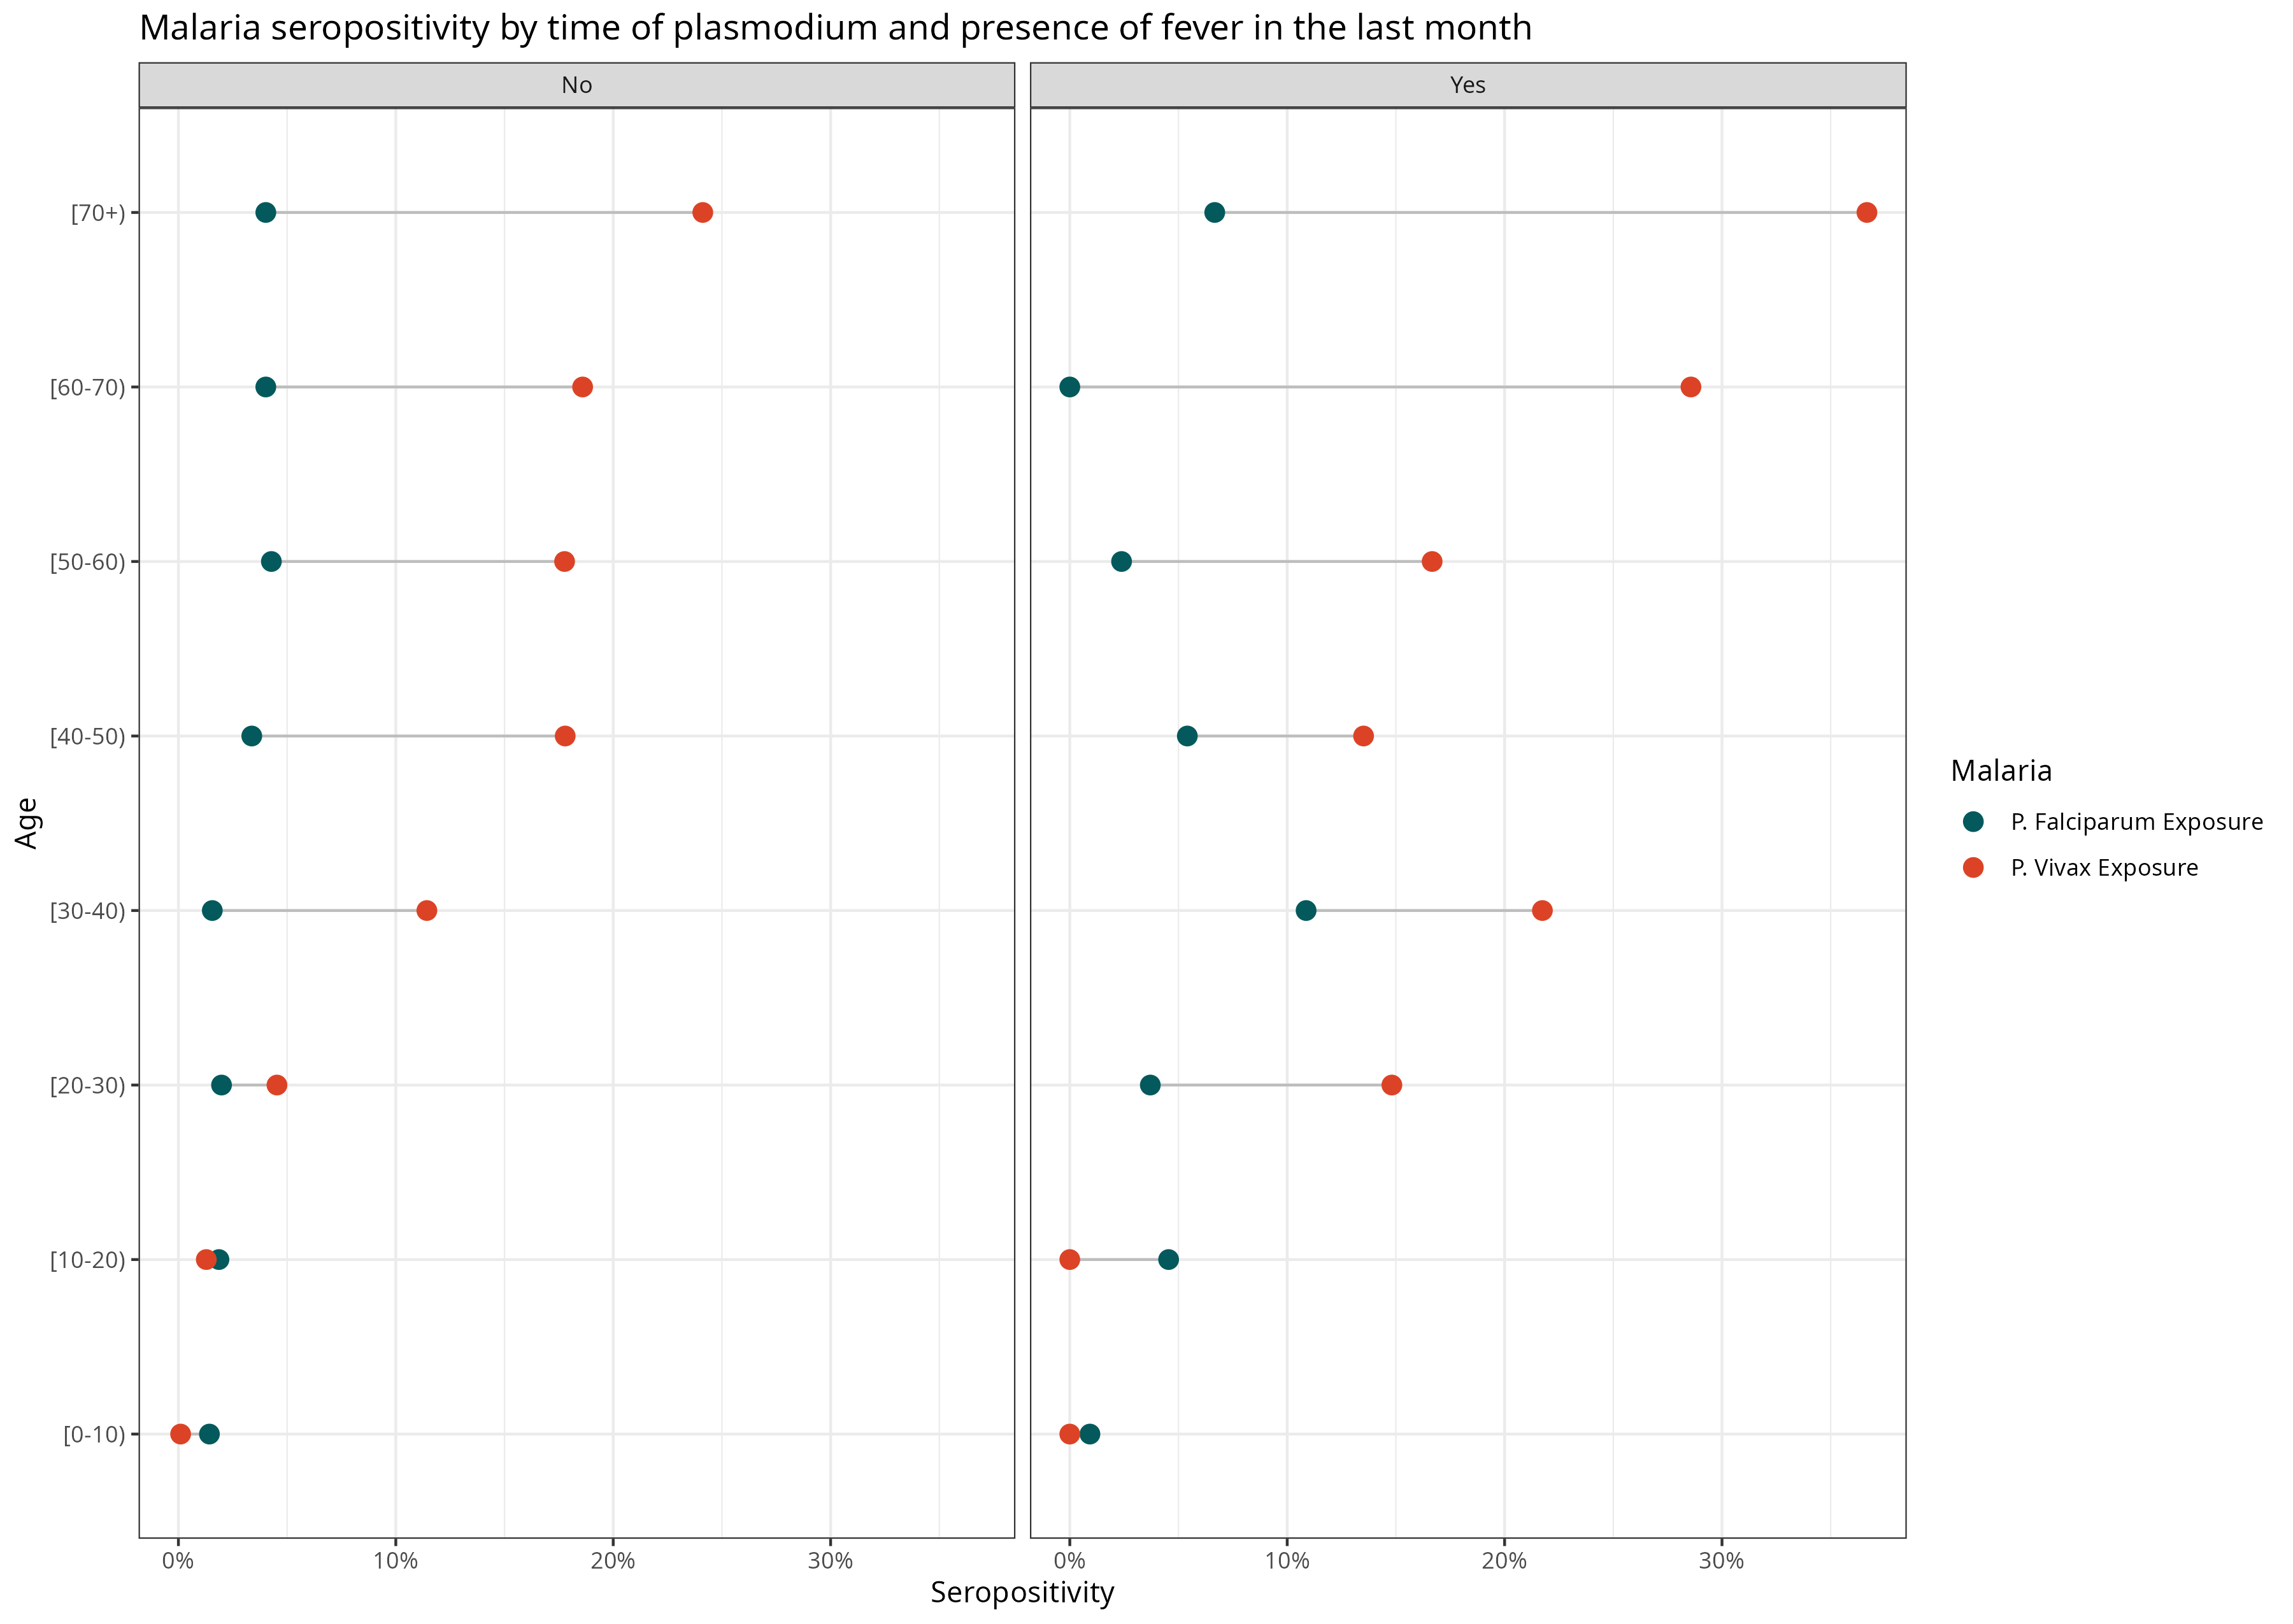 Malaria seropositivity by time of plasmodium and presence of fever in the last month
No
Yes
Age
[70+)
[60-70)
[50-60)
[40-50)
[30-40)
[20-30)
[10-20)
[0-10)
0% 10% 20% 30%
0% 10% 20% 30%
Seropositivity
Malaria
P. Falciparum Exposure
P. Vivax Exposure